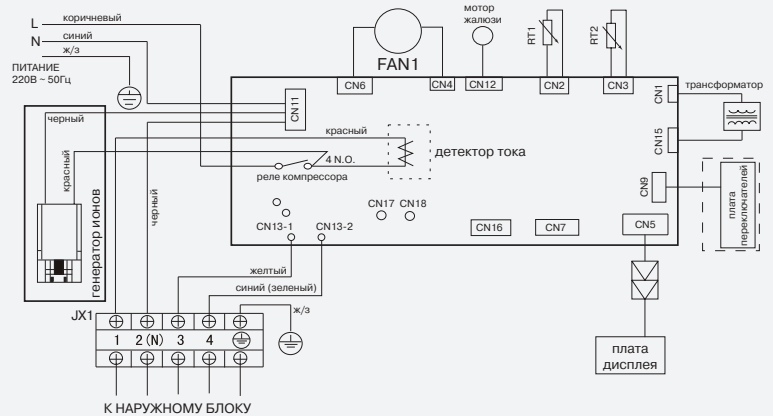 L коричневый
N синий
ж/з
ПИТАНИЕ
220В ~ 50Гц
FAN1
мотор
жалюзи
RT1
RT2
CN6
CN4
CN12
CN2
CN3
CN1
трансформатор
CN11
CN15
черный
красный
красный
детектор тока
4 N.O.
реле компрессора
CN9
плата
переключателей
генератор ионов
черный
CN17
CN18
CN13-1
CN13-2
CN16
CN7
CN5
желтый
синий (зеленый)
ж/з
JX1
1 2(N) 3 4
плата
дисплея
К НАРУЖНОМУ БЛОКУ